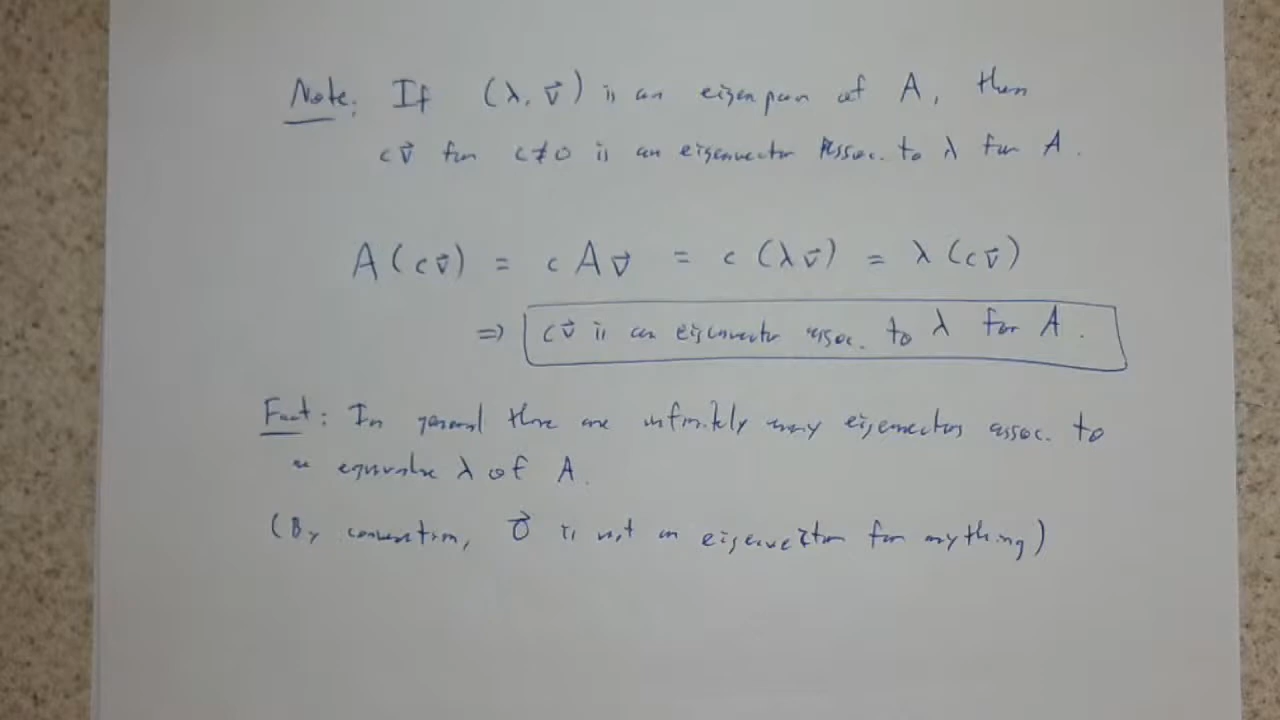 Note: If (λ, v⃗) is an eigenpair of A, then
cv⃗ for c≠0 is an eigenvector assoc. to λ for A.
A(cv⃗) = cAv⃗ = c(λv⃗) = λ(cv⃗)
⇒ cv⃗ is an eigenvector assoc. to λ for A.
Fact: In general there are infinitely many eigenvectors assoc. to
an eigenvalue λ of A.
(By convention, 0⃗ is not an eigenvector for anything)